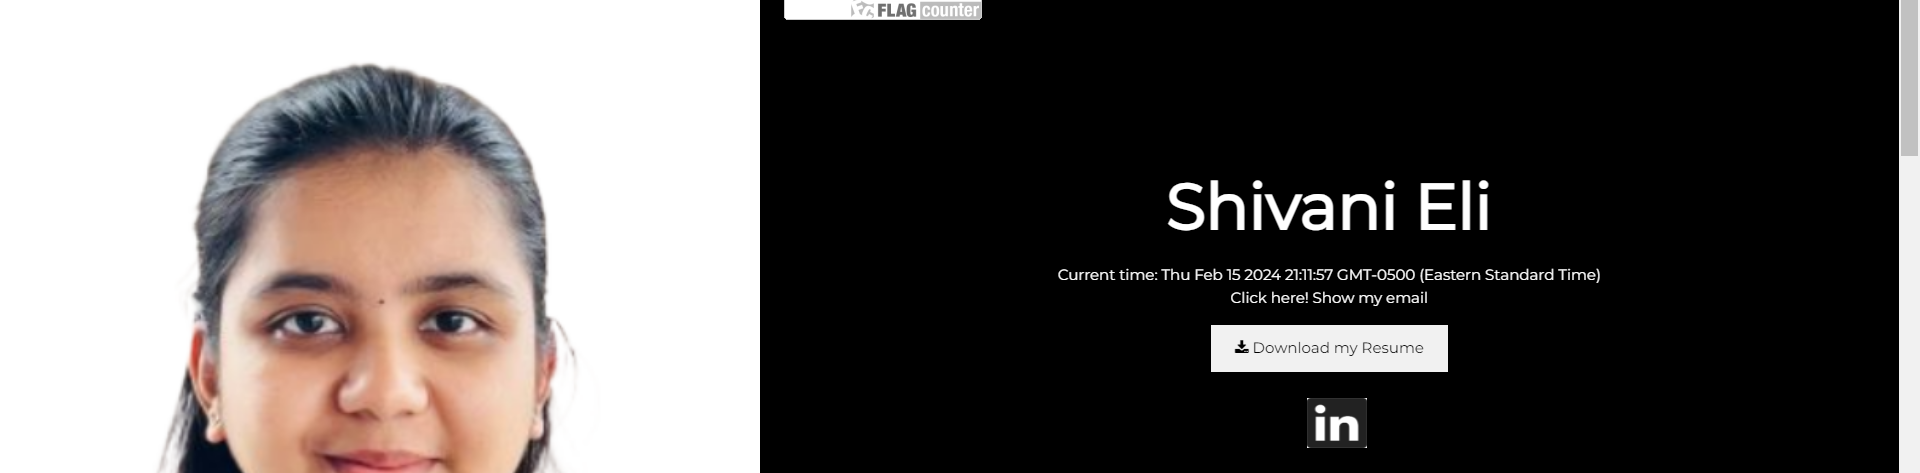 FLAG counter
Shivani Eli
Current time: Thu Feb 15 2024 21:11:57 GMT-0500 (Eastern Standard Time)
Click here! Show my email
Download my Resume
in